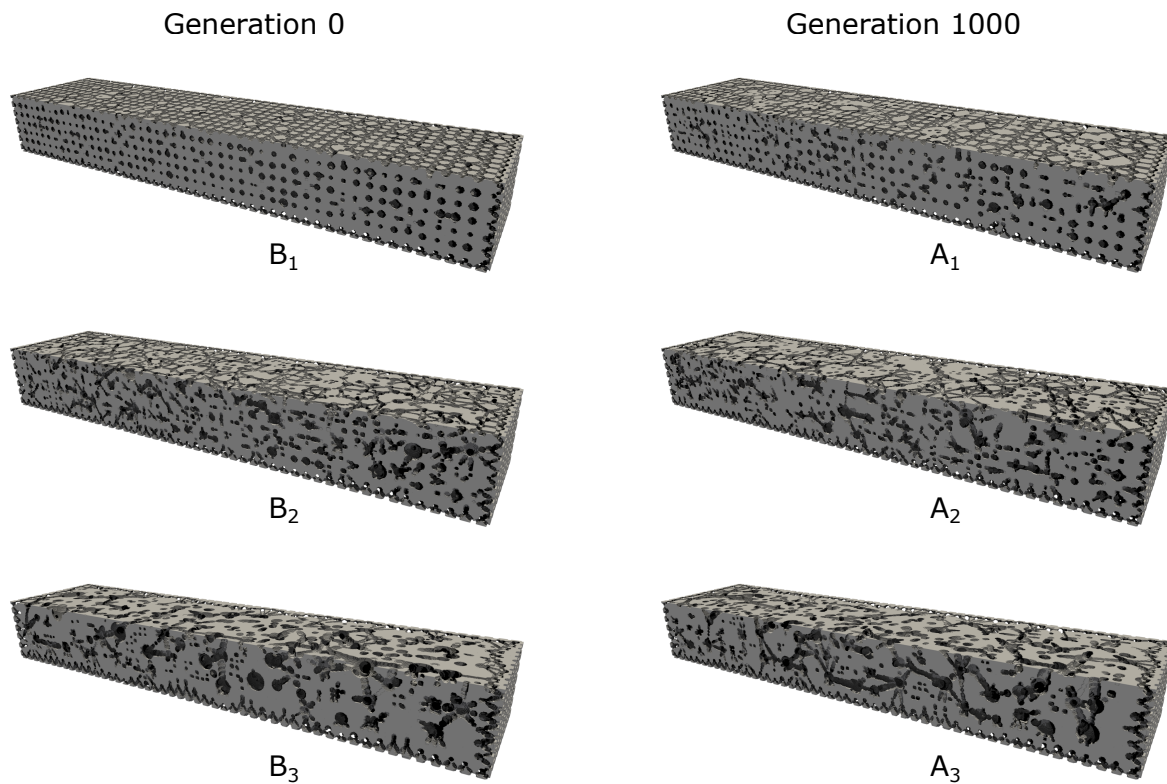 Generation 0
Generation 1000
B₁
A₁
B₂
A₂
B₃
A₃